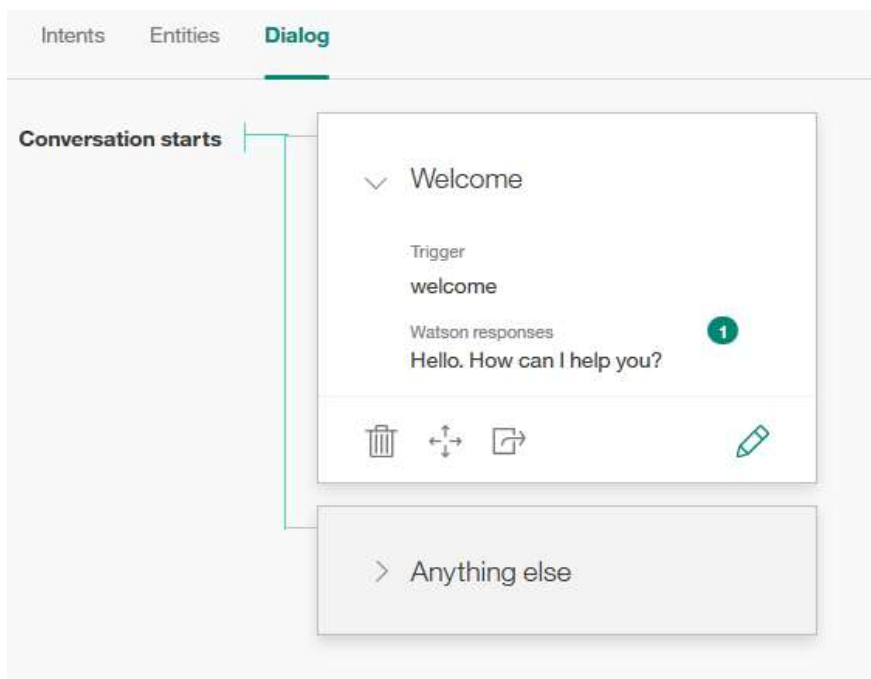 Intents Entities Dialog
Conversation starts
Welcome
Trigger
welcome
Watson responses 1
Hello. How can I help you?
Anything else